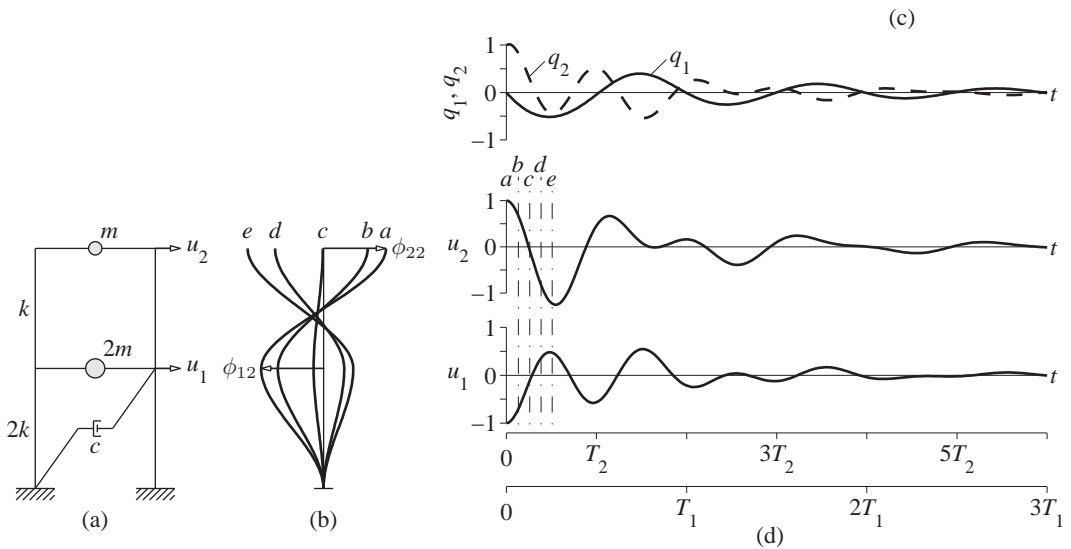 (c)
1
0
−1
q1, q2
q2
q1
t
a b c d e
1
0
−1
u2
t
1
0
−1
u1
t
0 T2 3T2 5T2
0 T1 2T1 3T1
(d)
m
u2
k
2m
u1
2k
c
(a)
e d c b a
ϕ22
ϕ12
(b)